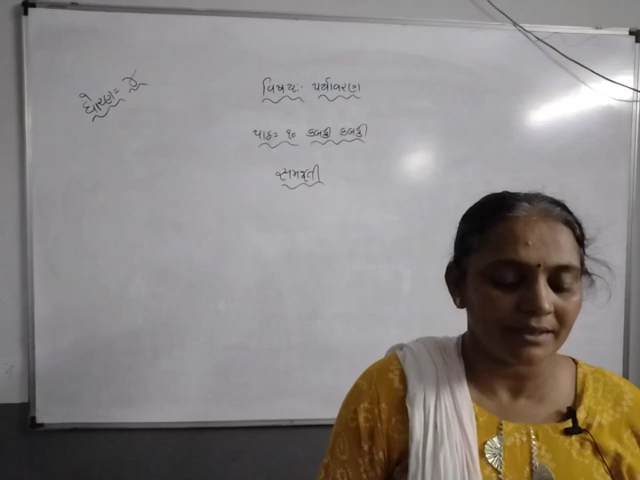 ધોરણ= ૪
વિષય:- પર્યાવરણ
પાઠ= ૧૦ કબડ્ડી કબડ્ડી
સમજૂતી